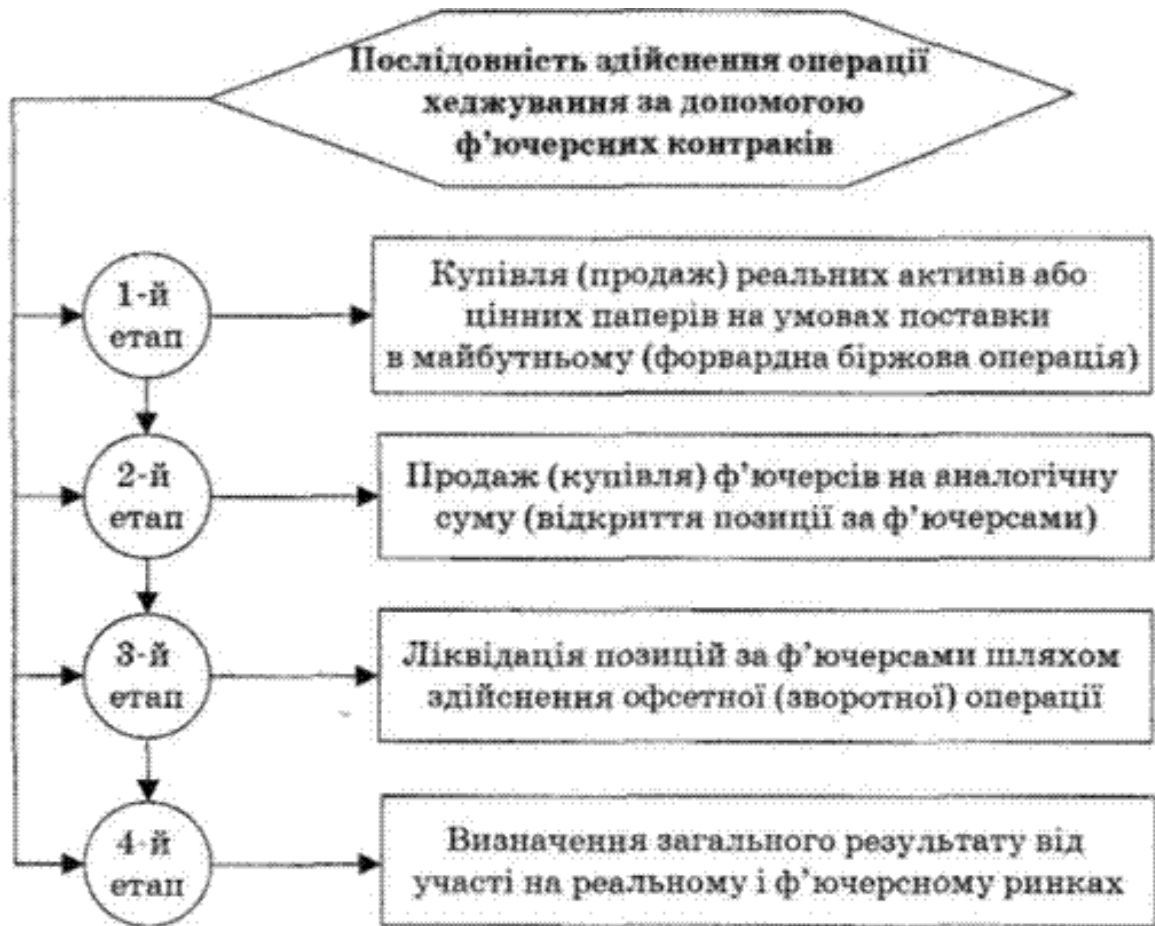 Послідовність здійснення операції
хеджування за допомогою
ф’ючерсних контраків
1-й
етап
Купівля (продаж) реальних активів або
цінних паперів на умовах поставки
в майбутньому (форвардна біржова операція)
2-й
етап
Продаж (купівля) ф’ючерсів на аналогічну
суму (відкриття позиції за ф’ючерсами)
3-й
етап
Ліквідація позицій за ф’ючерсами шляхом
здійснення офсетної (зворотної) операції
4-й
етап
Визначення загального результату від
участі на реальному і ф’ючерсному ринках